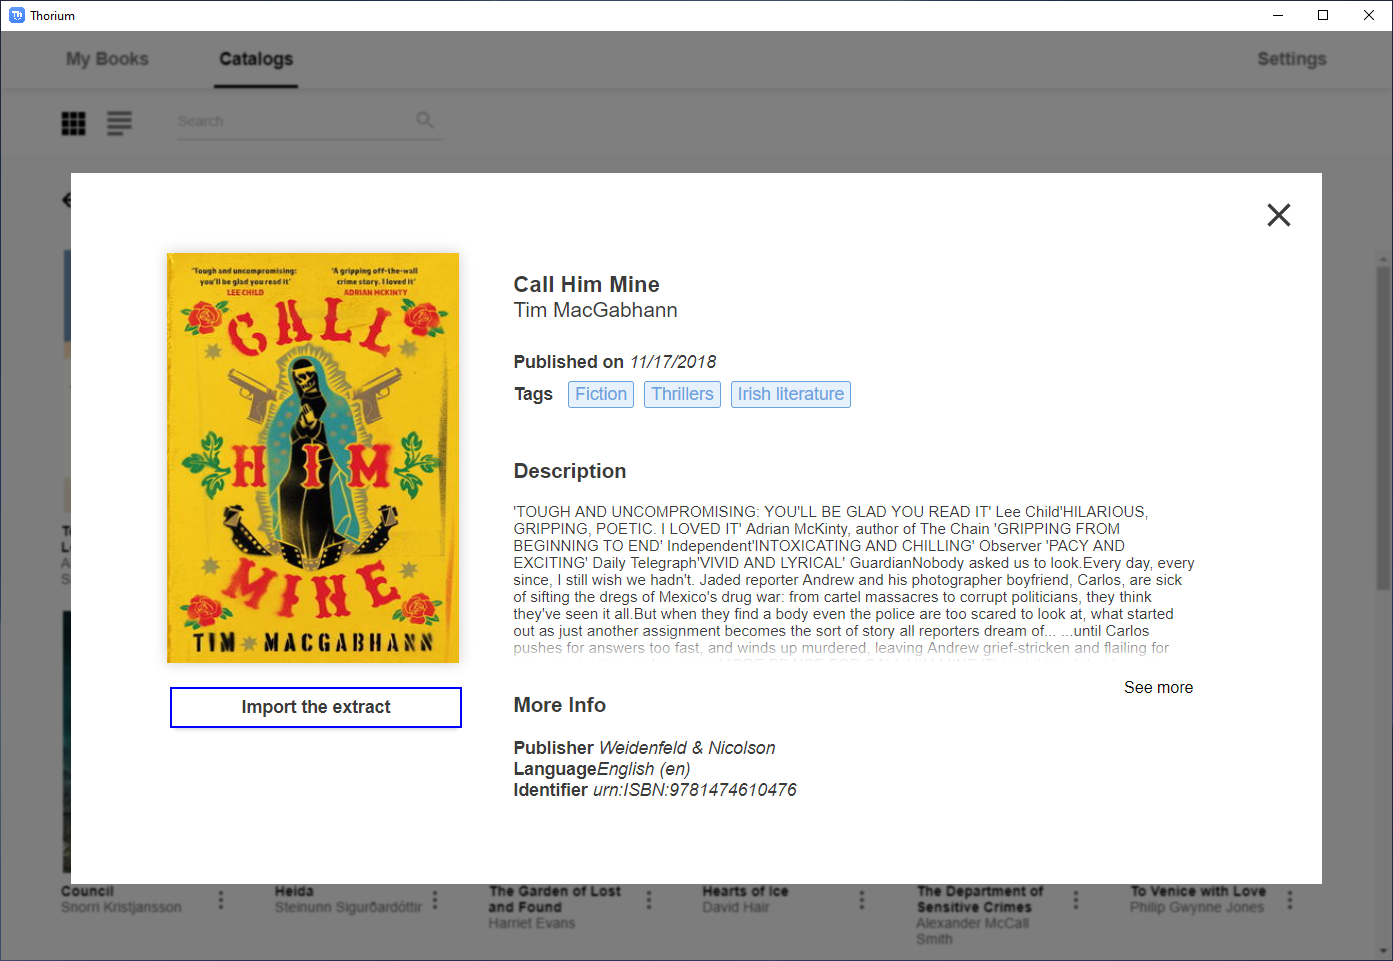 Thorium
My Books
Catalogs
Settings
Search
'Tough and uncompromising:
you'll be glad you read it'
LEE CHILD
'A gripping off-the-wall
crime story. I loved it'
ADRIAN MCKINTY
CALL
HIM
MINE
TIM MACGABHANN
Import the extract
Call Him Mine
Tim MacGabhann
Published on 11/17/2018
Tags Fiction Thrillers Irish literature
Description
'TOUGH AND UNCOMPROMISING: YOU'LL BE GLAD YOU READ IT' Lee Child'HILARIOUS,
GRIPPING, POETIC. I LOVED IT' Adrian McKinty, author of The Chain 'GRIPPING FROM
BEGINNING TO END' Independent'INTOXICATING AND CHILLING' Observer 'PACY AND
EXCITING' Daily Telegraph'VIVID AND LYRICAL' GuardianNobody asked us to look.Every day, every
since, I still wish we hadn't. Jaded reporter Andrew and his photographer boyfriend, Carlos, are sick
of sifting the dregs of Mexico's drug war: from cartel massacres to corrupt politicians, they think
they've seen it all.But when they find a body even the police are too scared to look at, what started
out as just another assignment becomes the sort of story all reporters dream of... ...until Carlos
pushes for answers too fast, and winds up murdered, leaving Andrew grief-stricken and flailing for
See more
More Info
Publisher Weidenfeld & Nicolson
LanguageEnglish (en)
Identifier urn:ISBN:9781474610476
Council
Snorri Kristjansson
Heida
Steinunn Sigurðardóttir
The Garden of Lost
and Found
Harriet Evans
Hearts of Ice
David Hair
The Department of
Sensitive Crimes
Alexander McCall
Smith
To Venice with Love
Philip Gwynne Jones